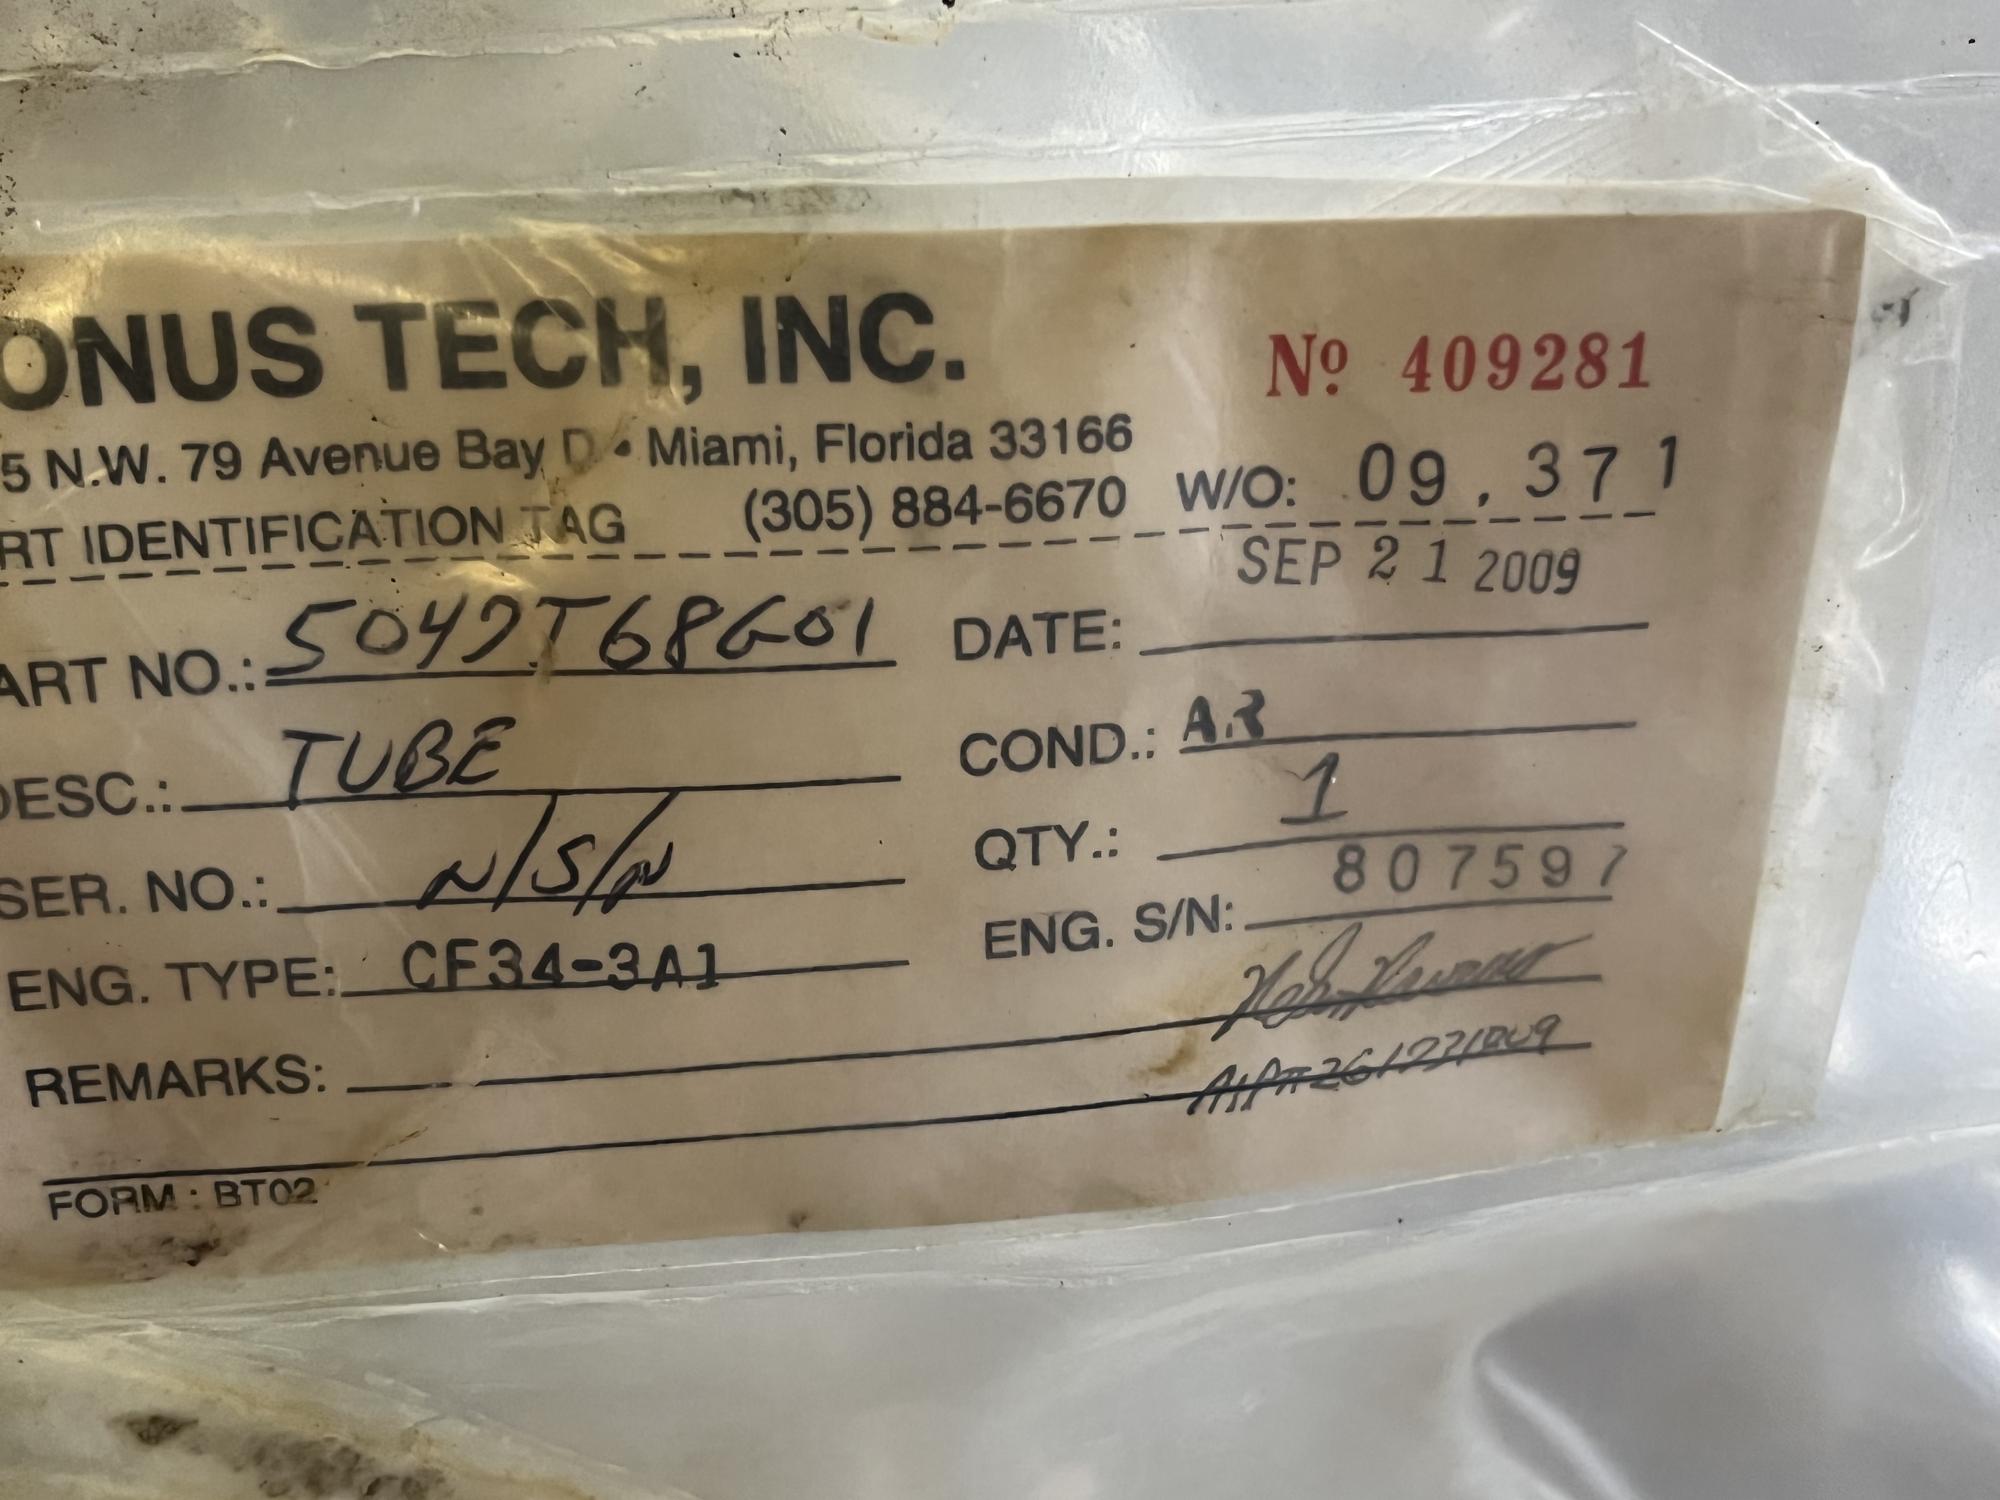 ONUS TECH, INC.
Nº 409281
5 N.W. 79 Avenue Bay D • Miami, Florida 33166
RT IDENTIFICATION TAG (305) 884-6670 W/O: 09.371
SEP 21 2009
ART NO.: 5047T68G01 DATE:
DESC.: TUBE COND.: AR
QTY.: 1
SER. NO.: N/S/N ENG. S/N: 807597
ENG. TYPE: CF34-3A1
REMARKS:
FORM : BT02